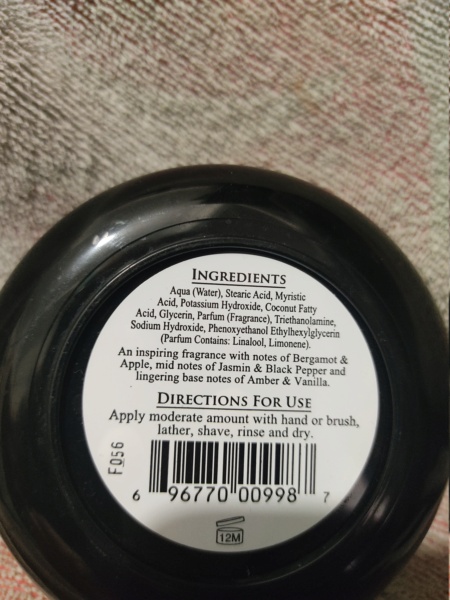 INGREDIENTS
Aqua (Water), Stearic Acid, Myristic
Acid, Potassium Hydroxide, Coconut Fatty
Acid, Glycerin, Parfum (Fragrance), Triethanolamine,
Sodium Hydroxide, Phenoxyethanol Ethylhexylglycerin
(Parfum Contains: Linalool, Limonene).
An inspiring fragrance with notes of Bergamot &
Apple, mid notes of Jasmin & Black Pepper and
lingering base notes of Amber & Vanilla.
DIRECTIONS FOR USE
Apply moderate amount with hand or brush,
lather, shave, rinse and dry.
F056
6 96770 00998 7
12M